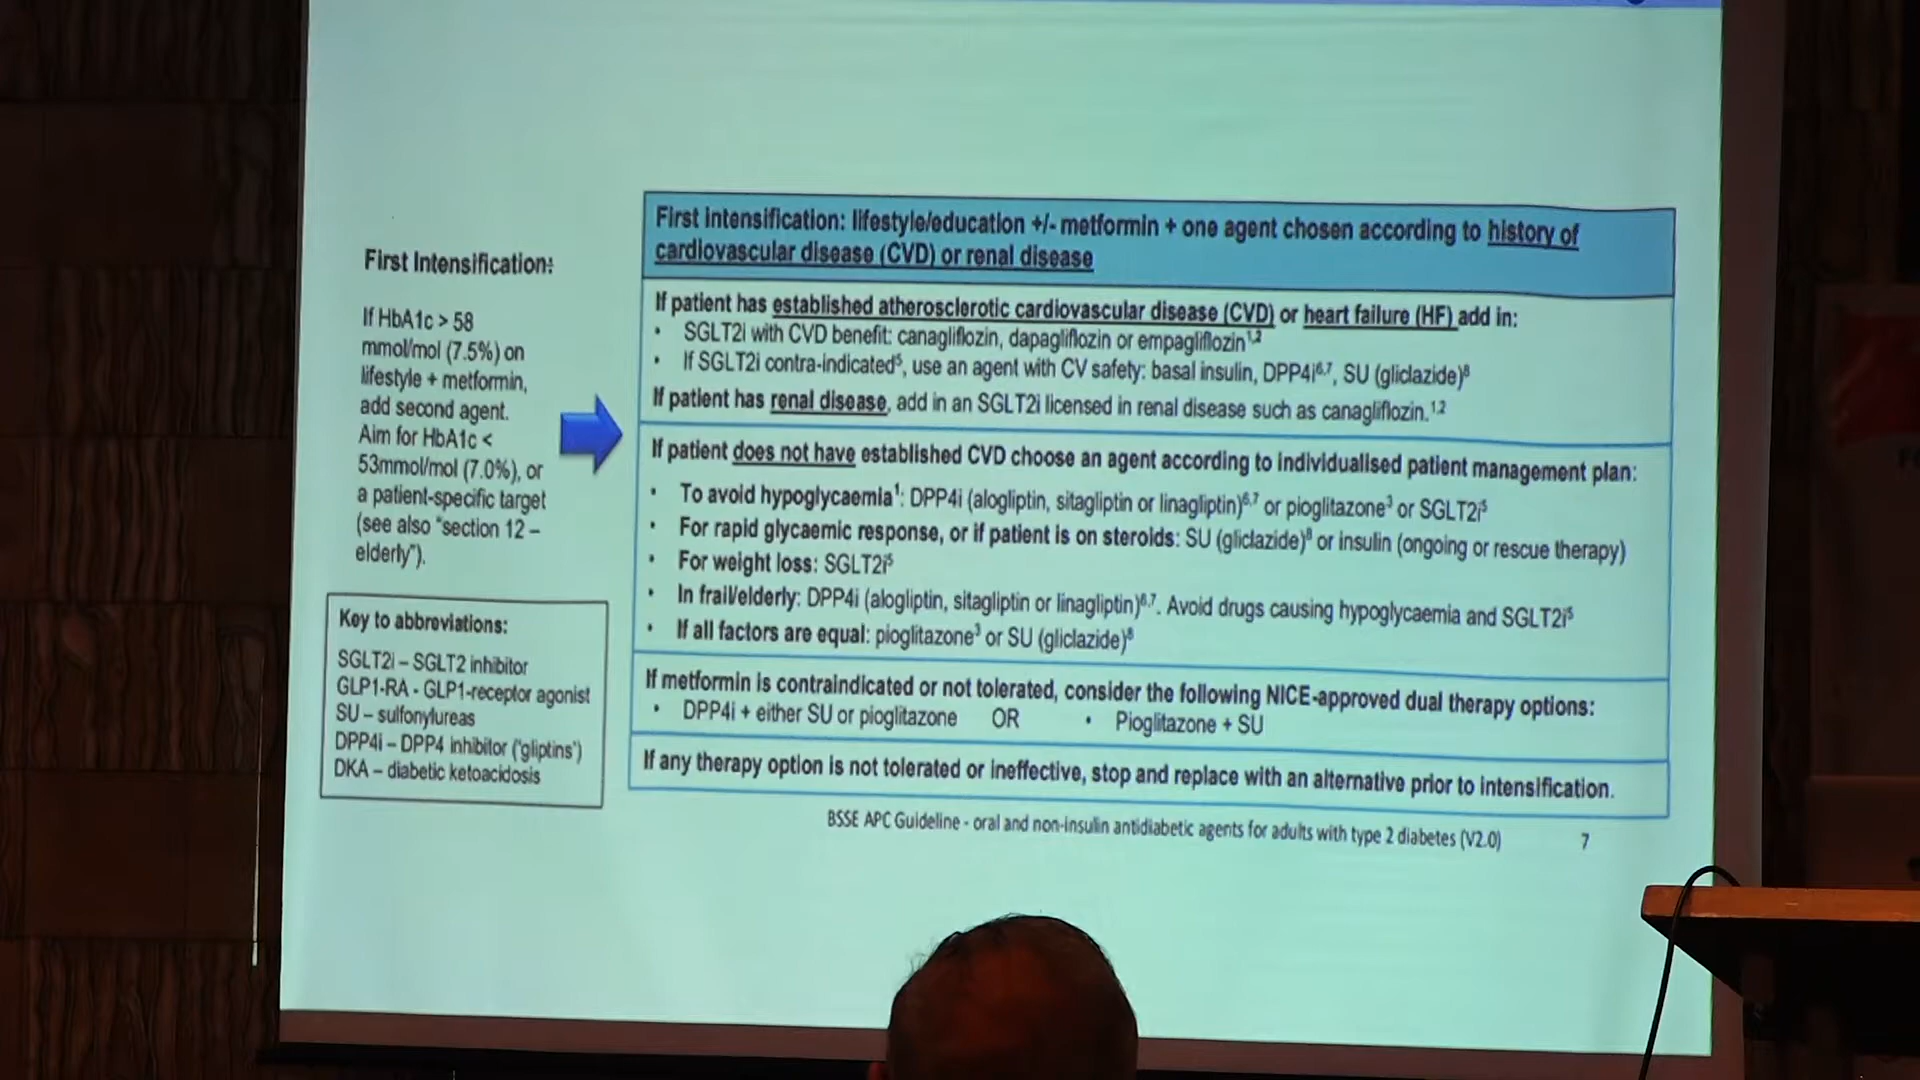 First Intensification:
If HbA1c > 58
mmol/mol (7.5%) on
lifestyle + metformin,
add second agent.
Aim for HbA1c <
53mmol/mol (7.0%), or
a patient-specific target
(see also "section 12 –
elderly").
Key to abbreviations:
SGLT2i – SGLT2 inhibitor
GLP1-RA - GLP1-receptor agonist
SU – sulfonylureas
DPP4i – DPP4 inhibitor ('gliptins')
DKA – diabetic ketoacidosis
First intensification: lifestyle/education +/- metformin + one agent chosen according to history of
cardiovascular disease (CVD) or renal disease
If patient has established atherosclerotic cardiovascular disease (CVD) or heart failure (HF) add in:
• SGLT2i with CVD benefit: canagliflozin, dapagliflozin or empagliflozin¹,²
• If SGLT2i contra-indicated⁵, use an agent with CV safety: basal insulin, DPP4i⁶,⁷, SU (gliclazide)⁸
If patient has renal disease, add in an SGLT2i licensed in renal disease such as canagliflozin.¹,²
If patient does not have established CVD choose an agent according to individualised patient management plan:
• To avoid hypoglycaemia¹: DPP4i (alogliptin, sitagliptin or linagliptin)⁶,⁷ or pioglitazone³ or SGLT2i⁵
• For rapid glycaemic response, or if patient is on steroids: SU (gliclazide)⁸ or insulin (ongoing or rescue therapy)
• For weight loss: SGLT2i⁵
• In frail/elderly: DPP4i (alogliptin, sitagliptin or linagliptin)⁶,⁷. Avoid drugs causing hypoglycaemia and SGLT2i⁵
• If all factors are equal: pioglitazone³ or SU (gliclazide)⁸
If metformin is contraindicated or not tolerated, consider the following NICE-approved dual therapy options:
• DPP4i + either SU or pioglitazone OR • Pioglitazone + SU
If any therapy option is not tolerated or ineffective, stop and replace with an alternative prior to intensification.
BSSE APC Guideline - oral and non-insulin antidiabetic agents for adults with type 2 diabetes (V2.0) 7